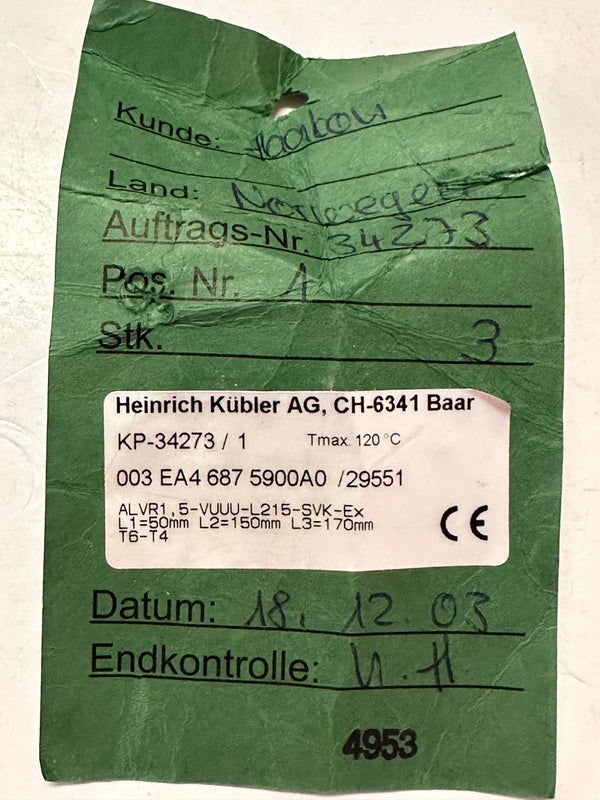 Kunde: Haakon
Land: Norwegen
Auftrags-Nr. 34273
Pos. Nr. 1
Stk. 3
Heinrich Kübler AG, CH-6341 Baar
KP-34273 / 1 Tmax. 120 °C
003 EA4 687 5900A0 /29551
ALVR1,5-VUUU-L215-SVK-Ex
L1=50mm L2=150mm L3=170mm
T6-T4
CE
Datum: 18. 12. 03
Endkontrolle:
4953